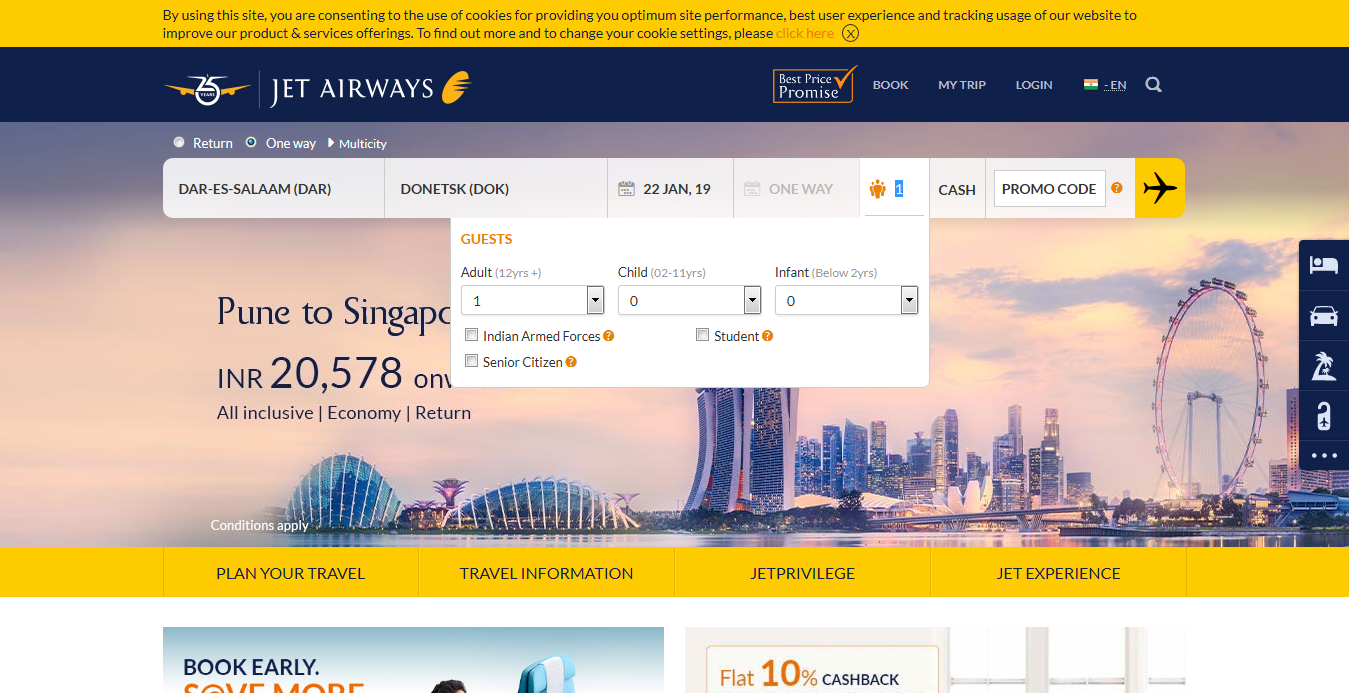 By using this site, you are consenting to the use of cookies for providing you optimum site performance, best user experience and tracking usage of our website to
improve our product & services offerings. To find out more and to change your cookie settings, please click here
25 YEARS
JET AIRWAYS
Best Price
Promise
BOOK
MY TRIP
LOGIN
- EN
Return
One way
Multicity
DAR-ES-SALAAM (DAR)
DONETSK (DOK)
22 JAN, 19
ONE WAY
1
CASH
PROMO CODE
?
GUESTS
Adult (12yrs +)
Child (02-11yrs)
Infant (Below 2yrs)
1
0
0
Indian Armed Forces ?
Student ?
Senior Citizen ?
Pune to Singapo
INR 20,578 onw
All inclusive | Economy | Return
Conditions apply
PLAN YOUR TRAVEL
TRAVEL INFORMATION
JETPRIVILEGE
JET EXPERIENCE
BOOK EARLY.
S@VE MORE
Flat 10% CASHBACK